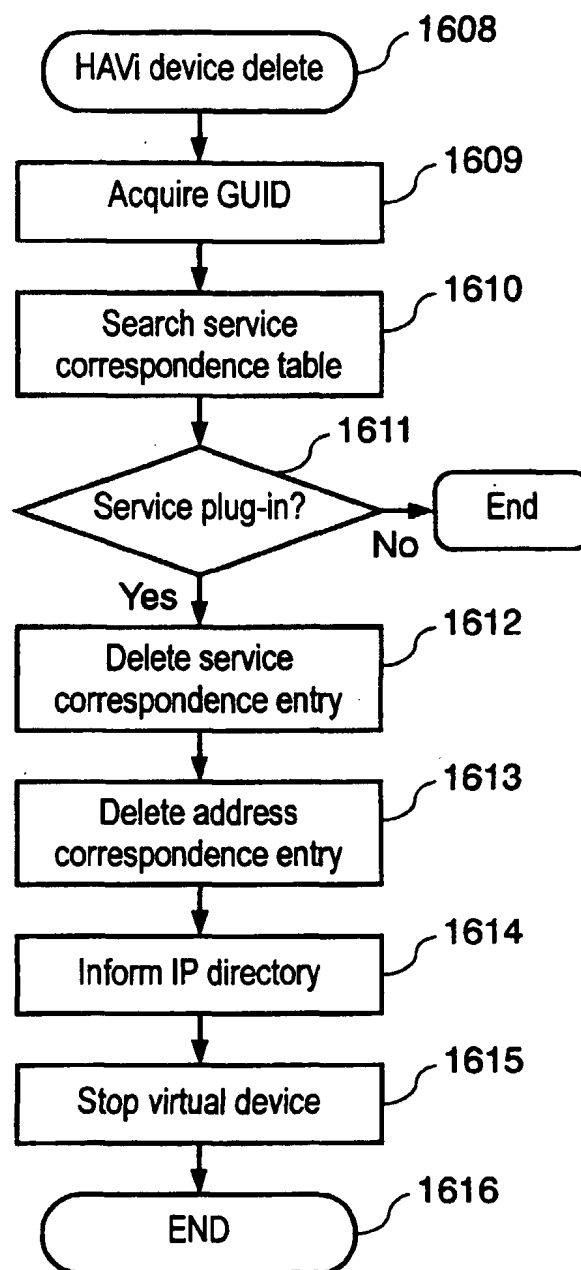 1608
HAVi device delete
1609
Acquire GUID
1610
Search service
correspondence table
1611
Service plug-in?
End
No
Yes
1612
Delete service
correspondence entry
1613
Delete address
correspondence entry
1614
Inform IP directory
1615
Stop virtual device
1616
END